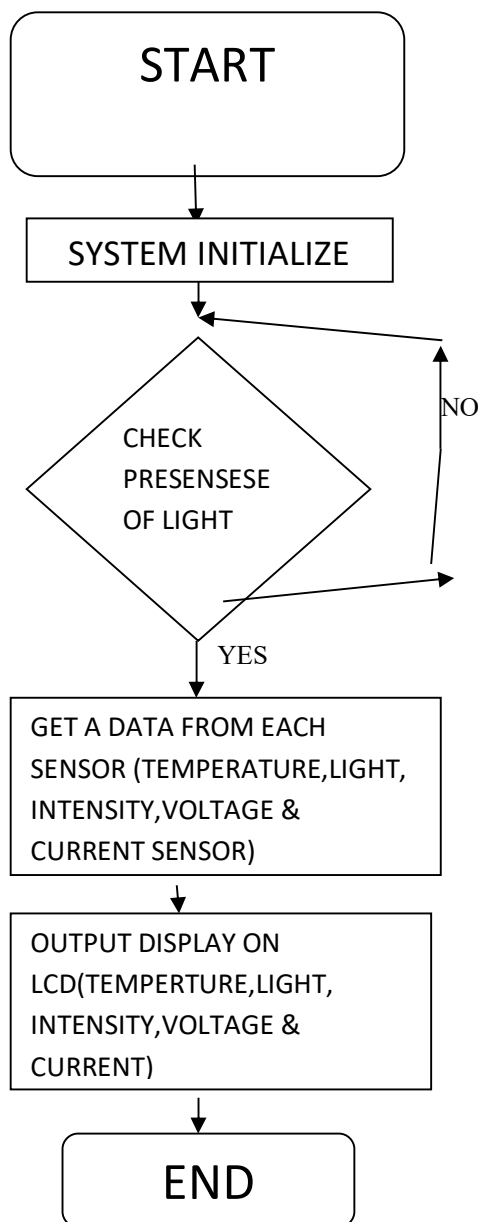 START
SYSTEM INITIALIZE
NO
CHECK
PRESENSESE
OF LIGHT
YES
GET A DATA FROM EACH
SENSOR (TEMPERATURE,LIGHT,
INTENSITY,VOLTAGE &
CURRENT SENSOR)
OUTPUT DISPLAY ON
LCD(TEMPERTURE,LIGHT,
INTENSITY,VOLTAGE &
CURRENT)
END